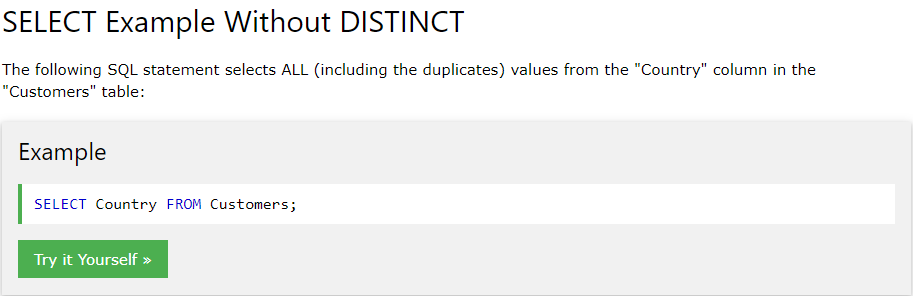 SELECT Example Without DISTINCT
The following SQL statement selects ALL (including the duplicates) values from the "Country" column in the
"Customers" table:
Example
SELECT Country FROM Customers;
Try it Yourself »